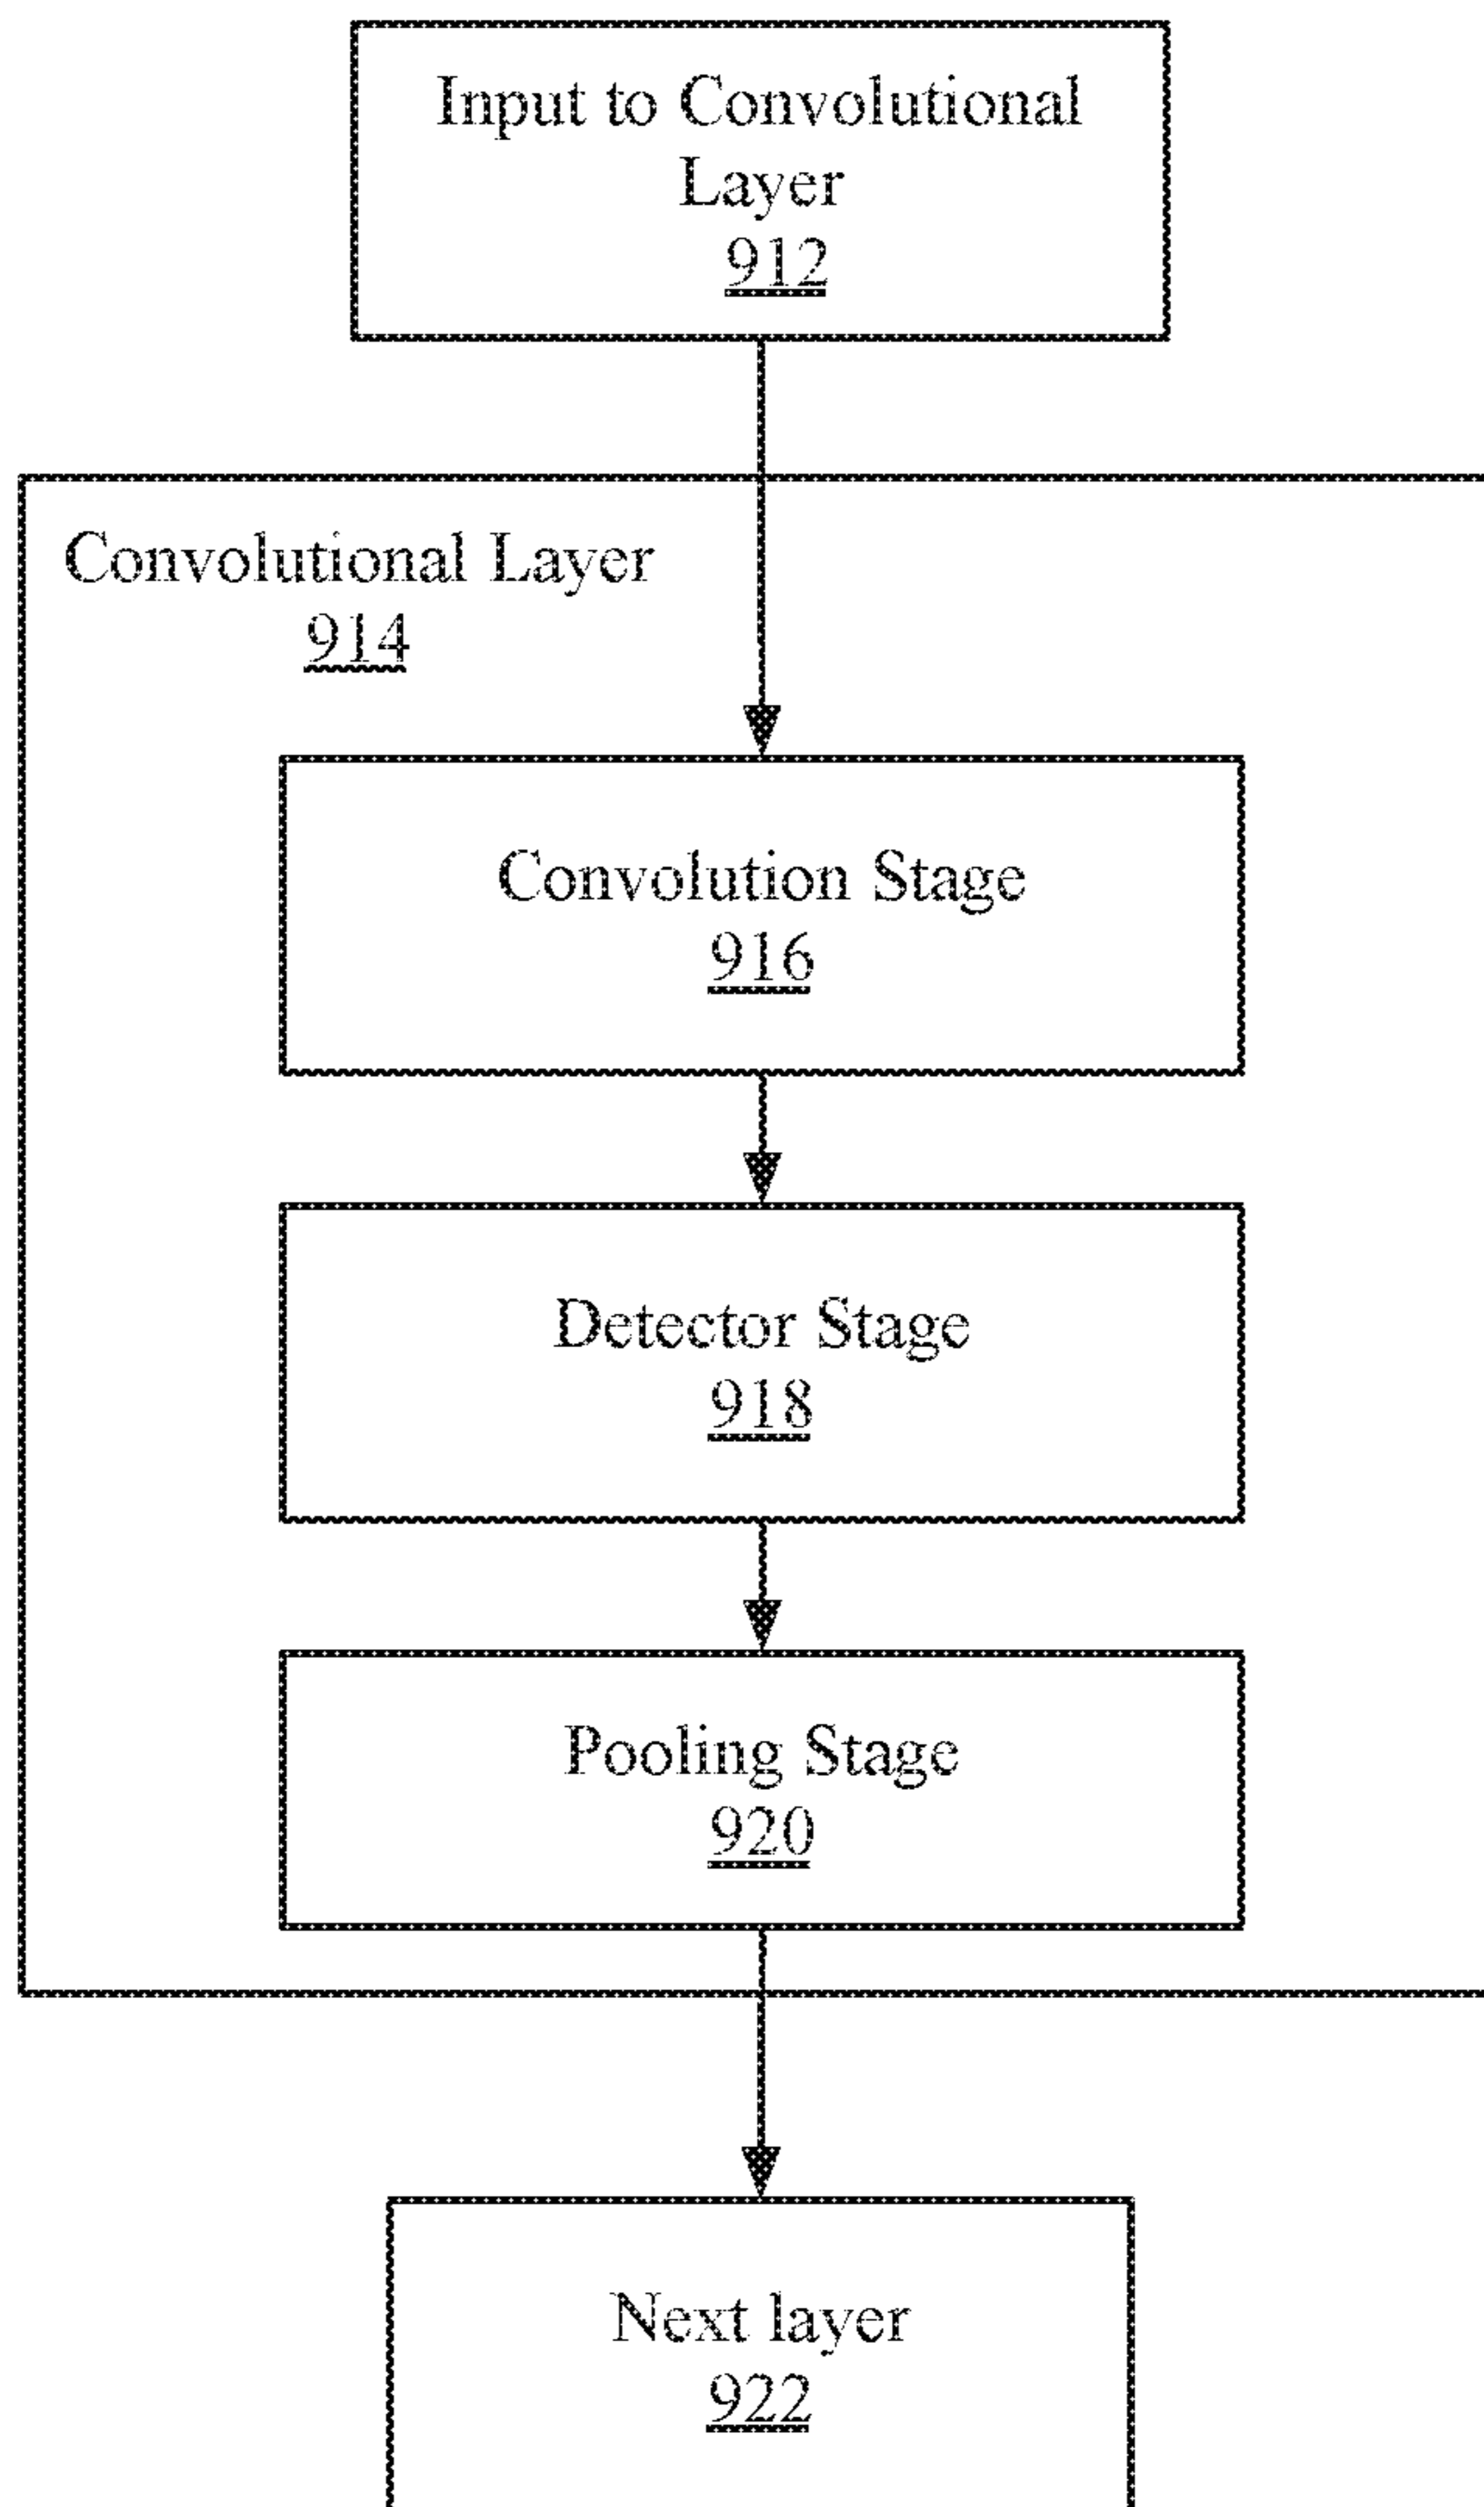 Input to Convolutional
Layer
912
Convolutional Layer
914
Convolution Stage
916
Detector Stage
918
Pooling Stage
920
Next layer
922